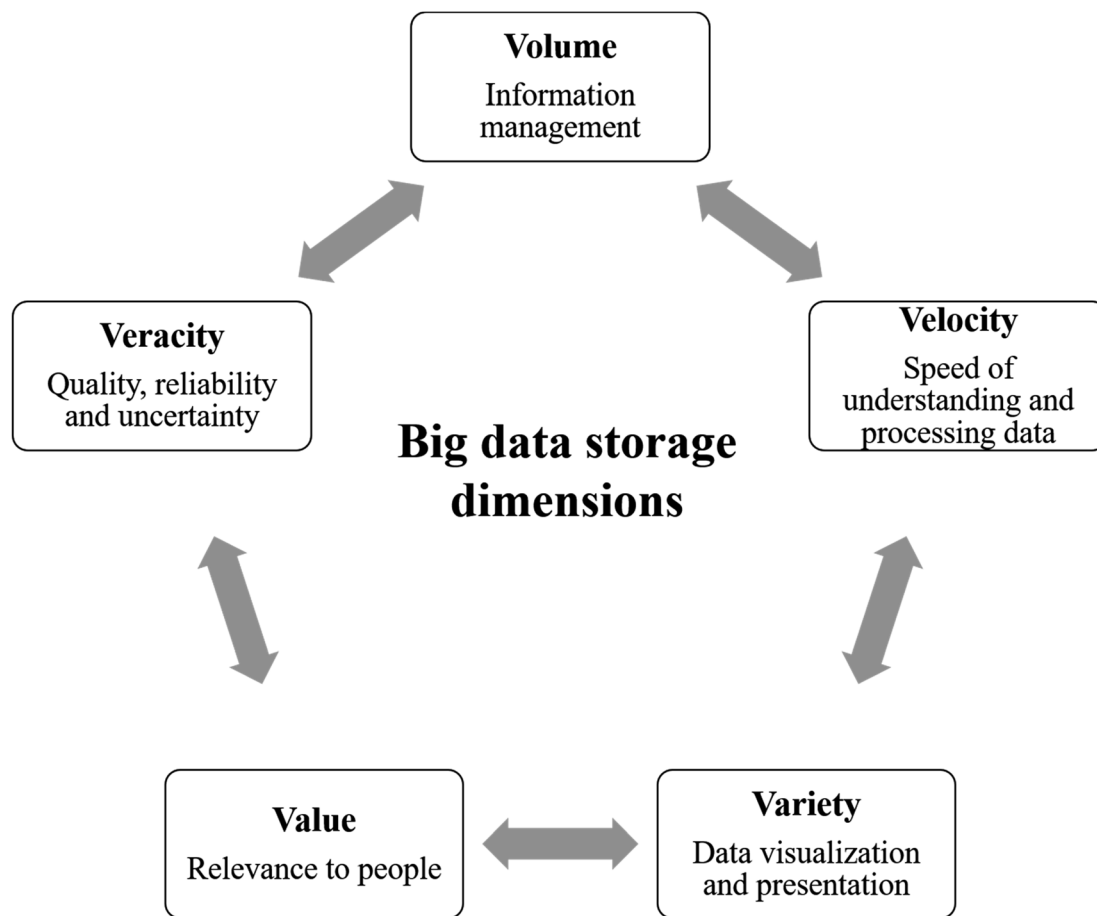 Volume
Information
management
Veracity
Quality, reliability
and uncertainty
Velocity
Speed of
understanding and
processing data
Big data storage
dimensions
Value
Relevance to people
Variety
Data visualization
and presentation